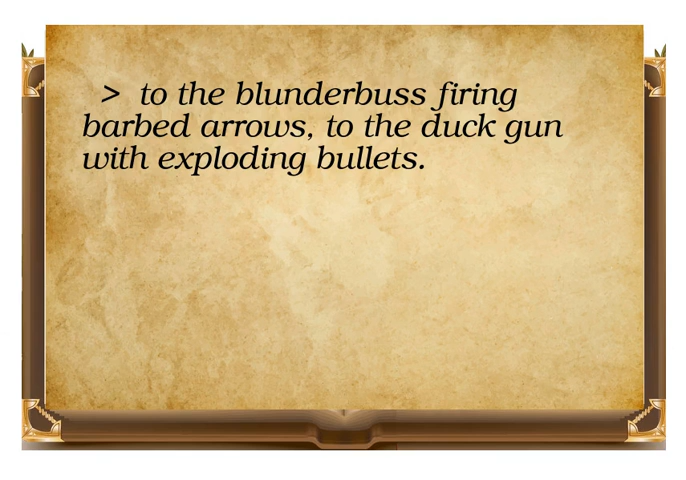 > to the blunderbuss firing
barbed arrows, to the duck gun
with exploding bullets.